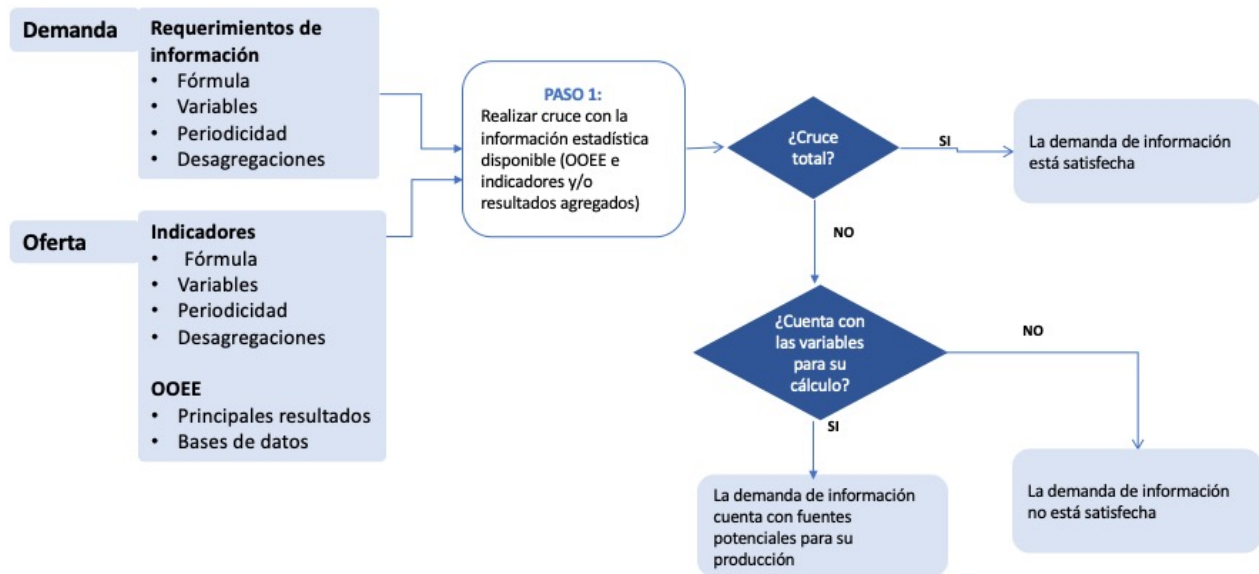 Demanda
Requerimientos de
información
• Fórmula
• Variables
• Periodicidad
• Desagregaciones
Oferta
Indicadores
• Fórmula
• Variables
• Periodicidad
• Desagregaciones
OOEE
• Principales resultados
• Bases de datos
PASO 1:
Realizar cruce con la
información estadística
disponible (OOEE e
indicadores y/o
resultados agregados)
¿Cruce
total?
SI
La demanda de información
está satisfecha
NO
¿Cuenta con
las variables
para su
cálculo?
NO
SI
La demanda de información
cuenta con fuentes
potenciales para su
producción
La demanda de información
no está satisfecha